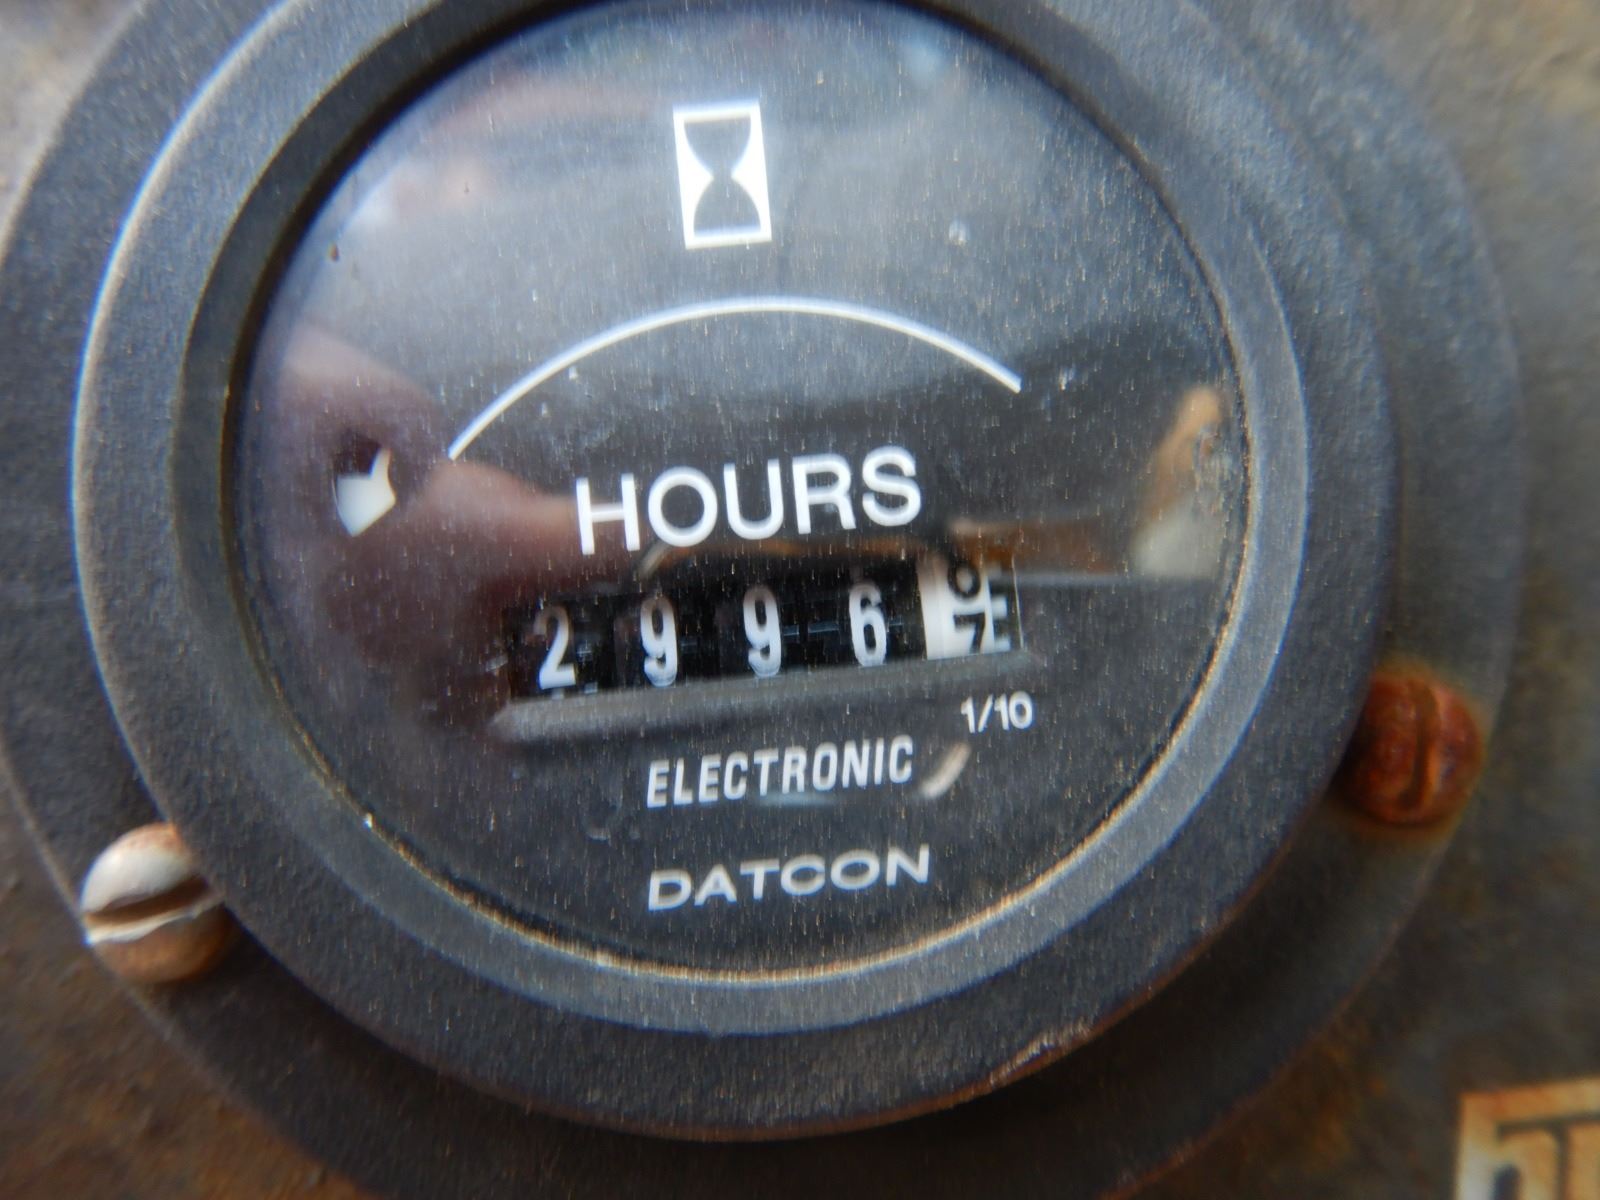 HOURS
2996
1/10
ELECTRONIC
DATCON